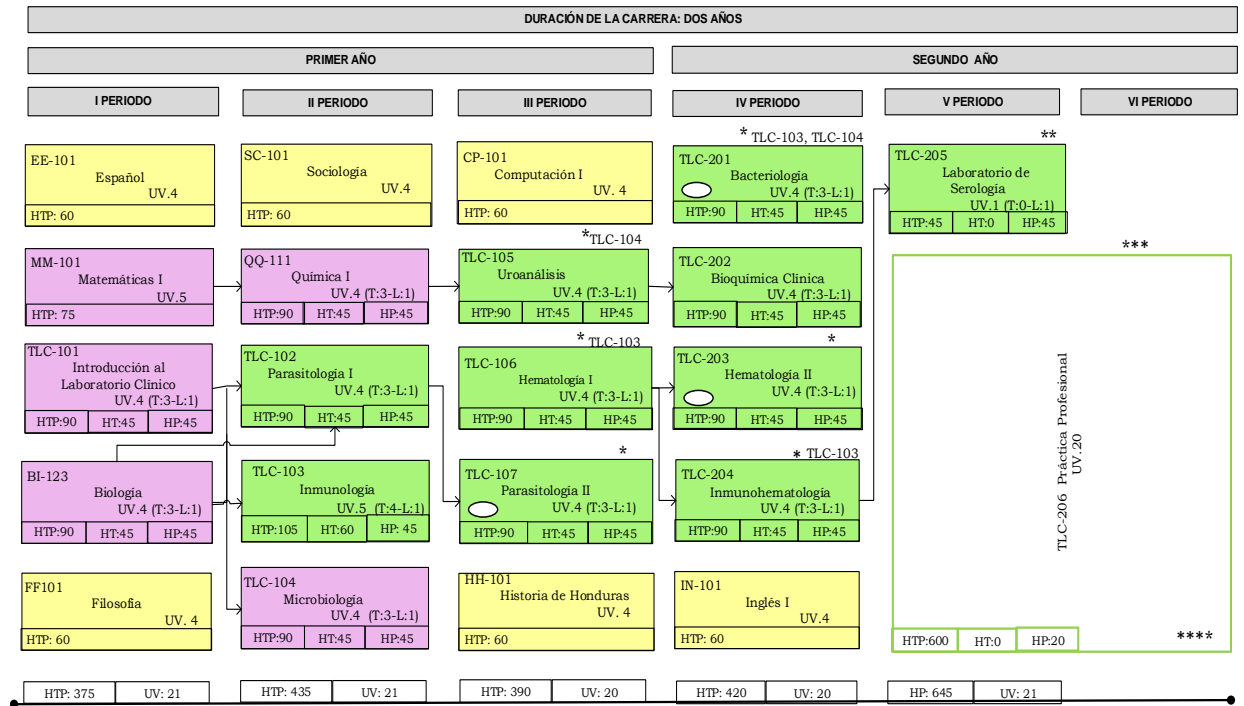 DURACIÓN DE LA CARRERA: DOS AÑOS
PRIMER AÑO
SEGUNDO AÑO
I PERIODO
II PERIODO
III PERIODO
IV PERIODO
V PERIODO
VI PERIODO
EE-101
Español
UV.4
HTP: 60
MM-101
Matemáticas I
UV.5
HTP: 75
TLC-101
Introducción al
Laboratorio Clínico
UV.4 (T:3-L:1)
HTP:90 HT:45 HP:45
BI-123
Biología
UV.4 (T:3-L:1)
HTP:90 HT:45 HP:45
FF101
Filosofía
UV. 4
HTP: 60
HTP: 375 UV: 21
SC-101
Sociología
UV.4
HTP: 60
QQ-111
Química I
UV.4 (T:3-L:1)
HTP:90 HT:45 HP:45
TLC-102
Parasitología I
UV.4 (T:3-L:1)
HTP:90 HT:45 HP:45
TLC-103
Inmunología
UV.5 (T:4-L:1)
HTP:105 HT:60 HP: 45
TLC-104
Microbiología
UV.4 (T:3-L:1)
HTP:90 HT:45 HP:45
HTP: 435 UV: 21
CP-101
Computación I
UV. 4
HTP: 60
*TLC-104
TLC-105
Uroanálisis
UV.4 (T:3-L:1)
HTP:90 HT:45 HP:45
* TLC-103
TLC-106
Hematología I
UV.4 (T:3-L:1)
HTP:90 HT:45 HP:45
*
TLC-107
Parasitología II
UV.4 (T:3-L:1)
HTP:90 HT:45 HP:45
HH-101
Historia de Honduras
UV. 4
HTP: 60
HTP: 390 UV: 20
* TLC-103, TLC-104
TLC-201
Bacteriología
UV.4 (T:3-L:1)
HTP:90 HT:45 HP:45
TLC-202
Bioquímica Clínica
UV.4 (T:3-L:1)
HTP:90 HT:45 HP:45
*
TLC-203
Hematología II
UV.4 (T:3-L:1)
HTP:90 HT:45 HP:45
* TLC-103
TLC-204
Inmunohematología
UV.4 (T:3-L:1)
HTP:90 HT:45 HP:45
IN-101
Inglés I
UV.4
HTP: 60
HTP: 420 UV: 20
**
TLC-205
Laboratorio de
Serología
UV.1 (T:0-L:1)
HTP:45 HT:0 HP:45
***
TLC-206 Práctica Profesional
UV.20
****
HTP:600 HT:0 HP:20
HP: 645 UV: 21